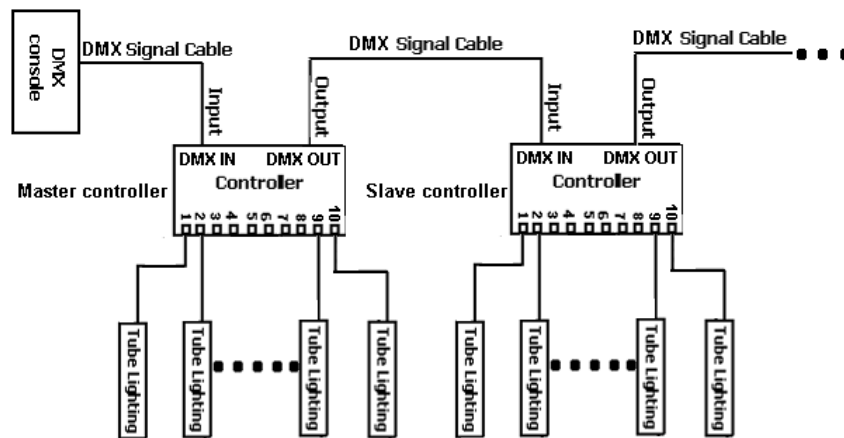 DMX
console
DMX Signal Cable
DMX Signal Cable
DMX Signal Cable
Input
Output
Input
Output
DMX IN DMX OUT
Controller
DMX IN DMX OUT
Controller
Master controller
Slave controller
1 2 3 4 5 6 7 8 9 10
1 2 3 4 5 6 7 8 9 10
Tube Lighting
Tube Lighting
Tube Lighting
Tube Lighting
Tube Lighting
Tube Lighting
Tube Lighting
Tube Lighting